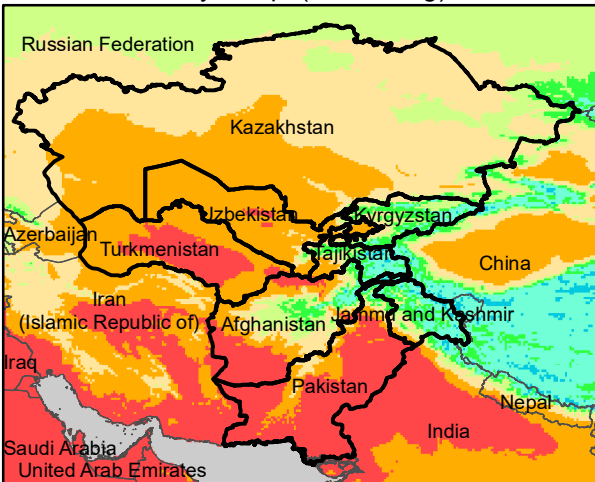 Russian Federation
Kazakhstan
Uzbekistan
Kyrgyzstan
Azerbaijan
Turkmenistan
Tajikistan
China
Iran
(Islamic Republic of)
Afghanistan
Jammu and Kashmir
Iraq
Pakistan
Nepal
India
Saudi Arabia
United Arab Emirates